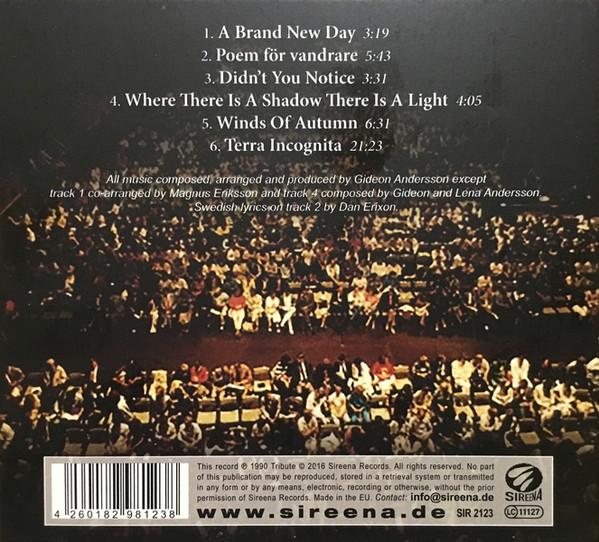 1. A Brand New Day 3:19
2. Poem för vandrare 5:43
3. Didn't You Notice 3:31
4. Where There Is A Shadow There Is A Light 4:05
5. Winds Of Autumn 6:31
6. Terra Incognita 21:23
All music composed, arranged and produced by Gideon Andersson except
track 1 co-arranged by Magnus Eriksson and track 4 composed by Gideon and Lena Andersson.
Swedish lyrics on track 2 by Dan Erixon.
This record ℗ 1990 Tribute © 2016 Sireena Records. All rights reserved. No part
of this publication may be reproduced, stored in a retrieval system or transmitted
in any form or by any means, electronic, recording or otherwise, without the prior
permission of Sireena Records. Made in the EU. Contact: info@sireena.de
www.sireena.de SIR 2123
SIREENA
LC 11127
4 260182 981238